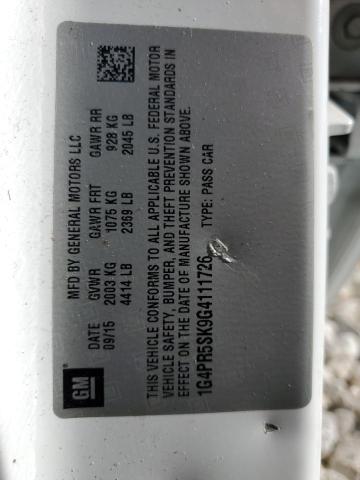 MFD BY GENERAL MOTORS LLC
DATE GVWR GAWR FRT GAWR RR
09/15 2003 KG 1075 KG 928 KG
4414 LB 2369 LB 2045 LB
THIS VEHICLE CONFORMS TO ALL APPLICABLE U.S. FEDERAL MOTOR
VEHICLE SAFETY, BUMPER, AND THEFT PREVENTION STANDARDS IN
EFFECT ON THE DATE OF MANUFACTURE SHOWN ABOVE.
1G4PR5SK9G4111726 TYPE: PASS CAR
GM